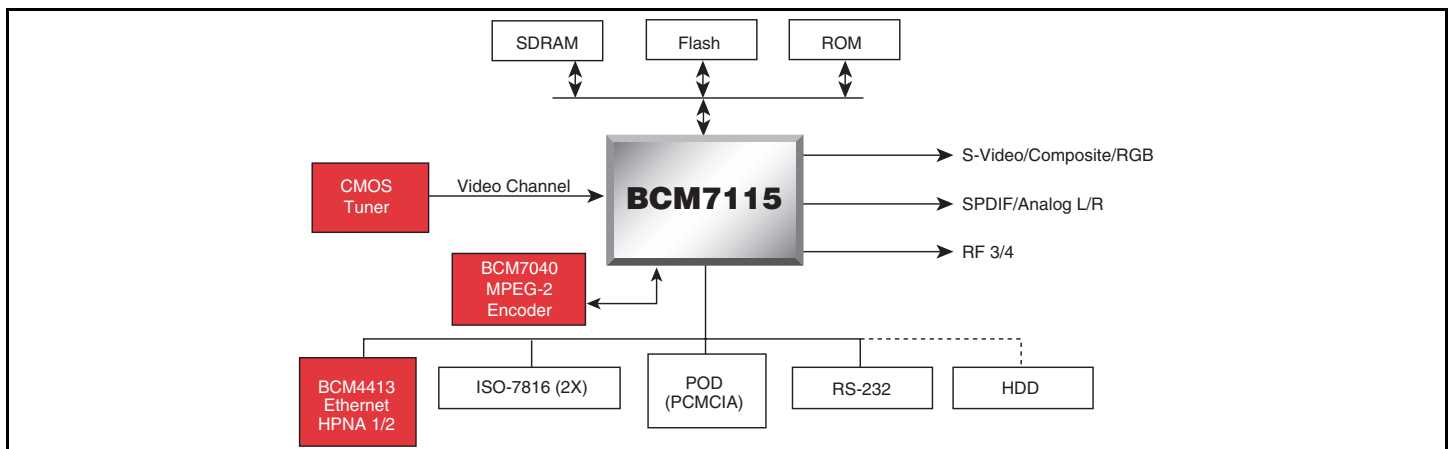 SDRAM
Flash
ROM
CMOS
Tuner
Video Channel
BCM7115
S-Video/Composite/RGB
SPDIF/Analog L/R
RF 3/4
BCM7040
MPEG-2
Encoder
BCM4413
Ethernet
HPNA 1/2
ISO-7816 (2X)
POD
(PCMCIA)
RS-232
HDD